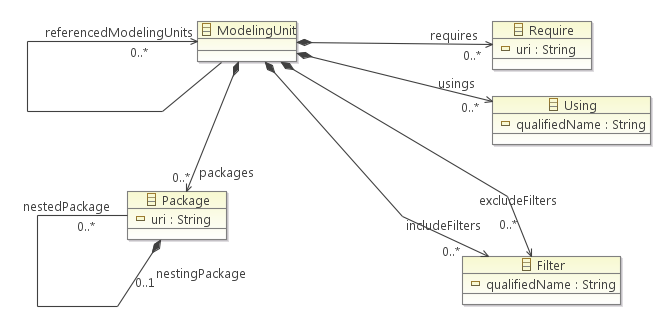 referencedModelingUnits
0..*
ModelingUnit
requires
0..*
Require
uri : String
usings
0..*
Using
qualifiedName : String
packages
0..*
Package
uri : String
nestedPackage
0..*
nestingPackage
0..1
includeFilters
0..*
excludeFilters
0..*
Filter
qualifiedName : String